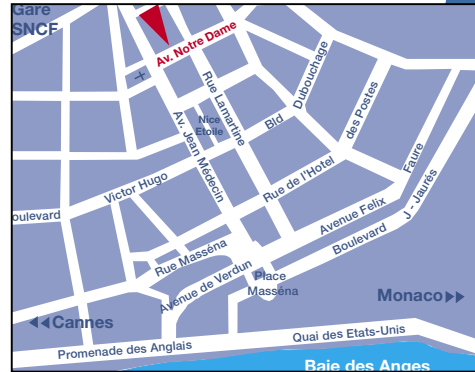 Gare
SNCF
Av. Notre Dame
Rue Lamartine
Dubouchage
des Postes
Nice
Etoile
Bld
Av. Jean Médecin
Faure
Victor Hugo
Rue de l'Hotel
oulevard
J - Jaurés
Avenue Felix
Boulevard
Rue Masséna
Avenue de Verdun
Place
Masséna
Monaco
Cannes
Quai des Etats-Unis
Promenade des Anglais
Baie des Anges